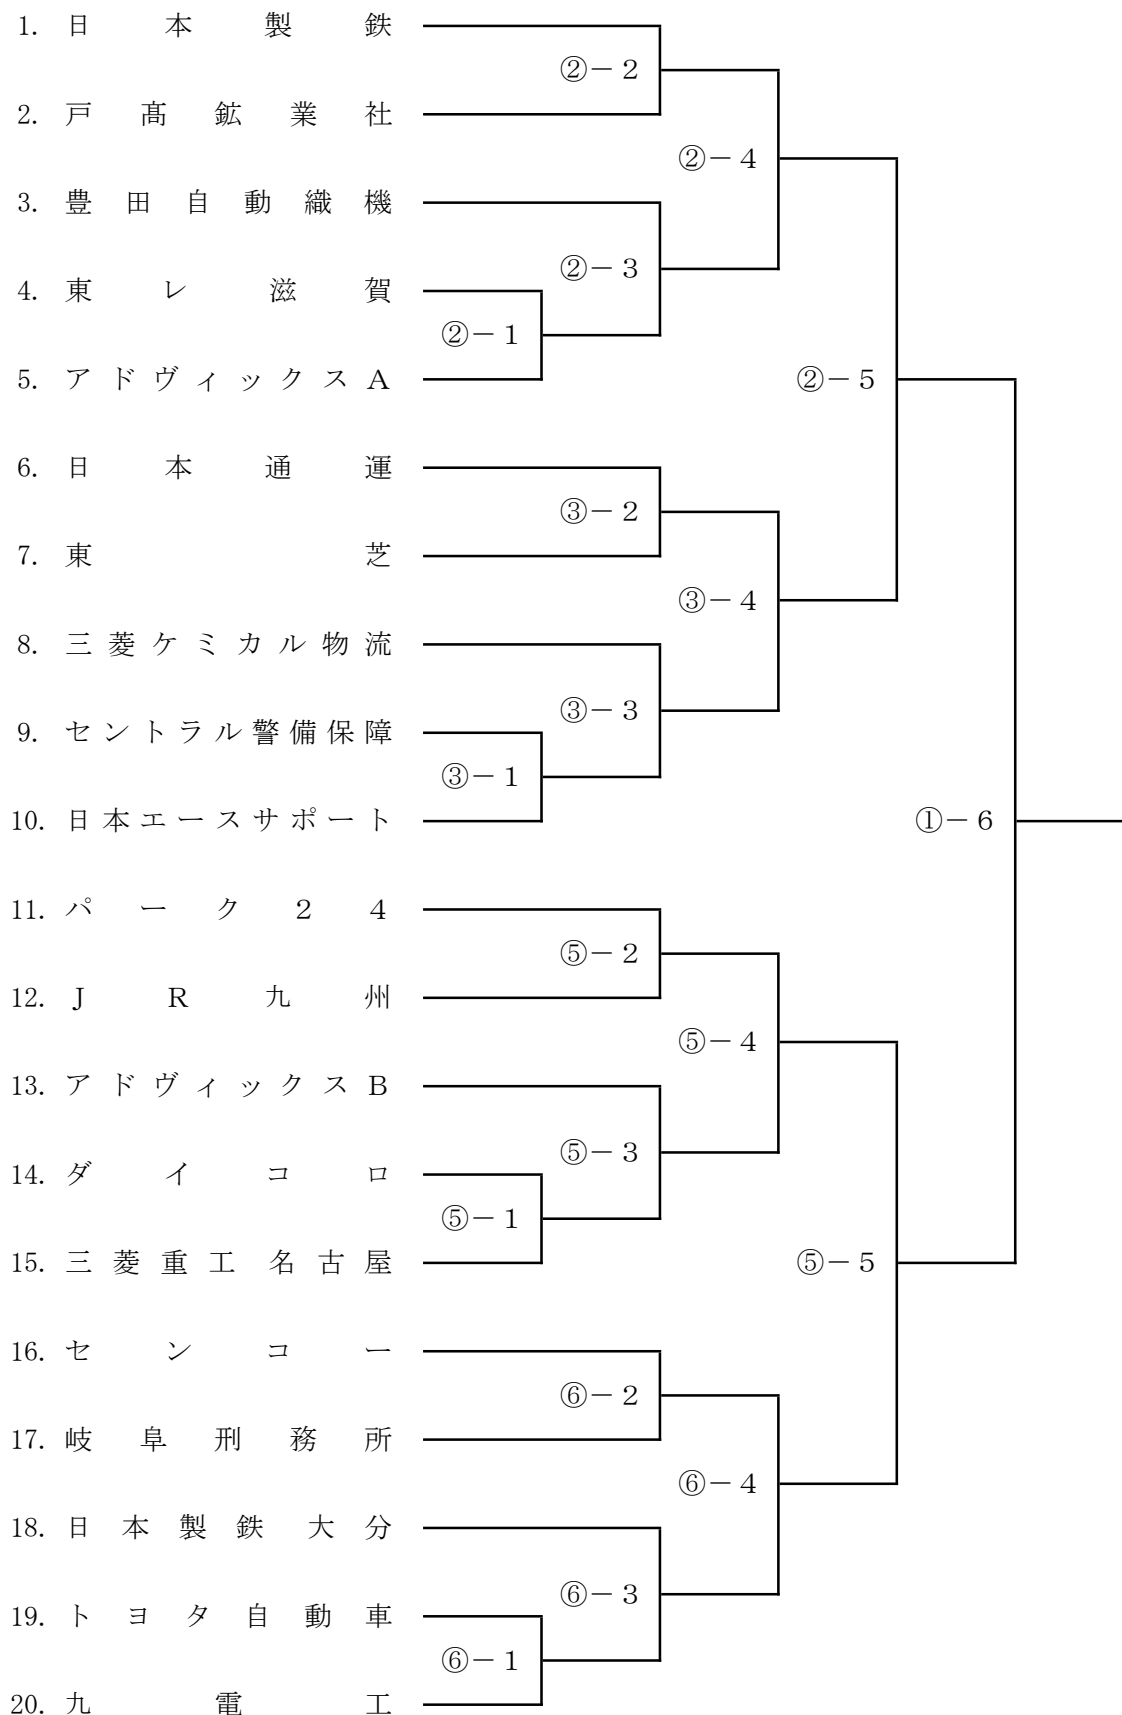 1. 日本製鉄
②－２
2. 戸髙鉱業社
②－４
3. 豊田自動織機
②－３
4. 東レ滋賀
②－１
5. アドヴィックスＡ
②－５
6. 日本通運
③－２
7. 東芝
③－４
8. 三菱ケミカル物流
③－３
9. セントラル警備保障
③－１
10. 日本エースサポート
①－６
11. パーク２４
⑤－２
12. ＪＲ九州
⑤－４
13. アドヴィックスＢ
⑤－３
14. ダイコロ
⑤－１
15. 三菱重工名古屋
⑤－５
16. センコー
⑥－２
17. 岐阜刑務所
⑥－４
18. 日本製鉄大分
⑥－３
19. トヨタ自動車
⑥－１
20. 九電工